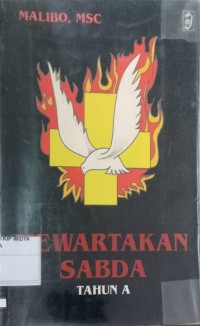 MALIBO, MSC
EWARTAKAN
SABDA
TAHUN A